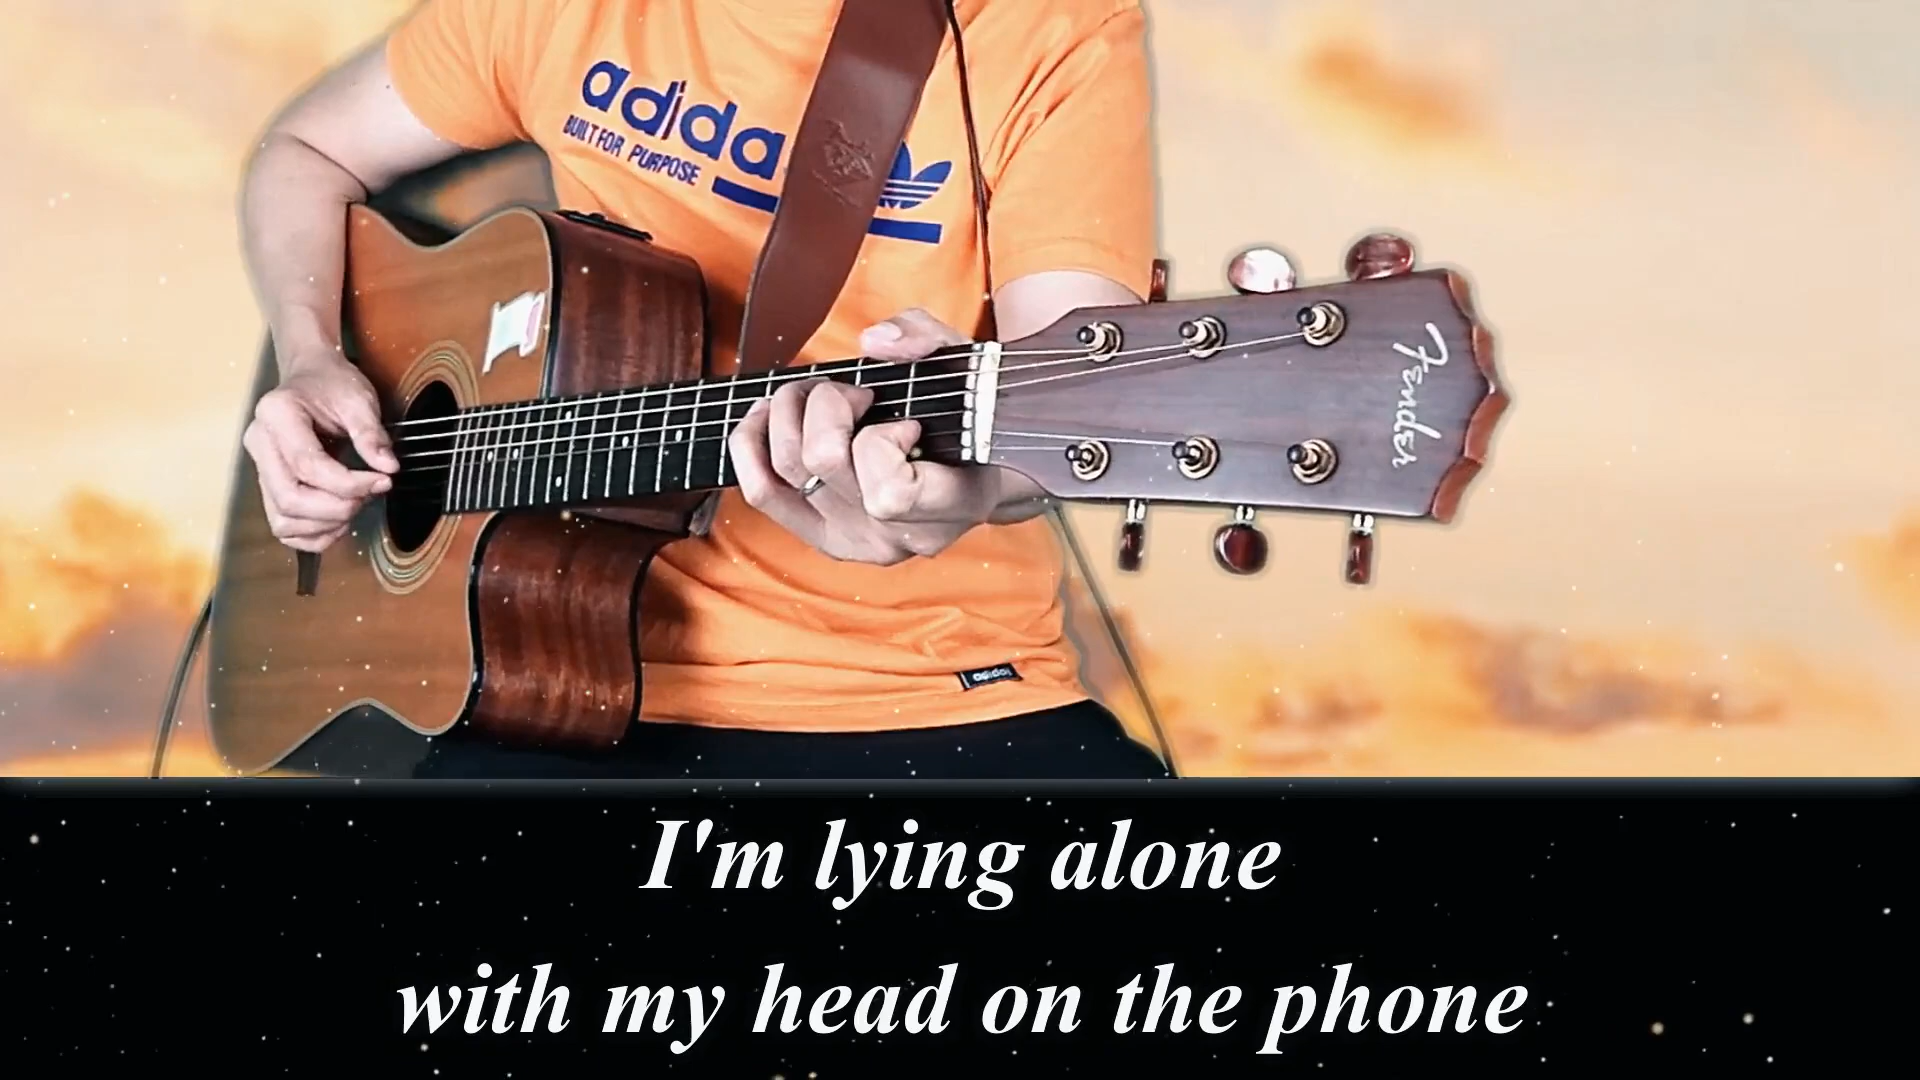 adida
BUILT FOR PURPOSE
Fender
adidas
I'm lying alone
with my head on the phone